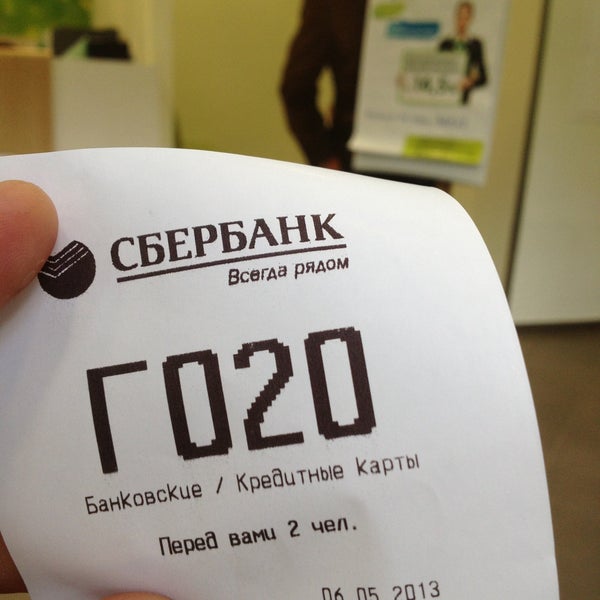 СБЕРБАНК
Всегда рядом
Г020
Банковские / Кредитные карты
Перед вами 2 чел.
06.05.2013